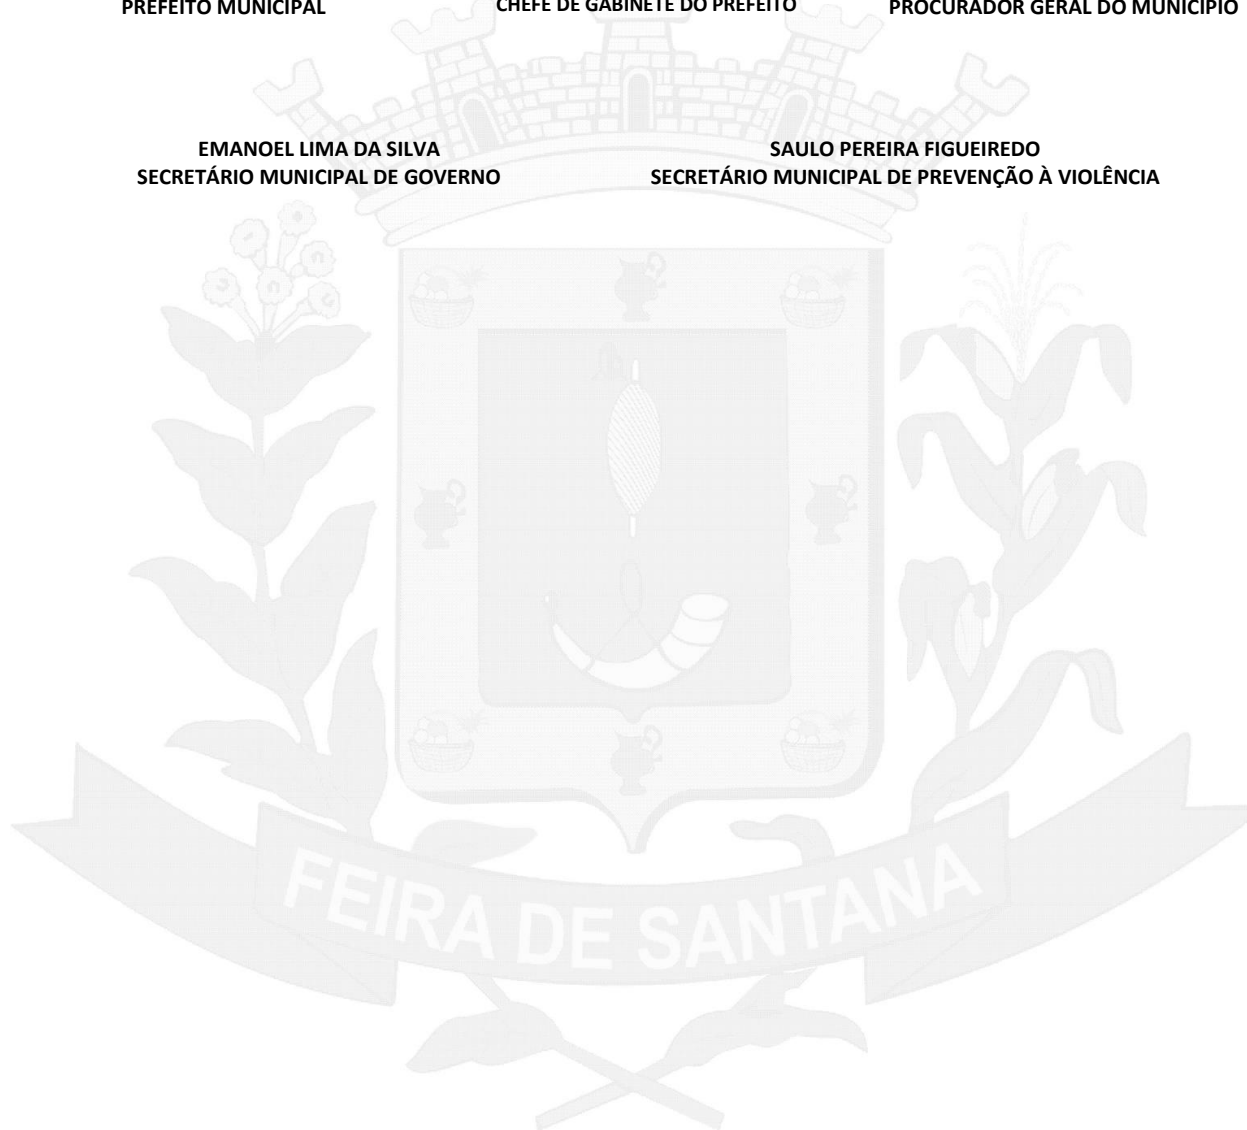 PREFEITO MUNICIPAL CHEFE DE GABINETE DO PREFEITO PROCURADOR GERAL DO MUNICÍPIO
EMANOEL LIMA DA SILVA SAULO PEREIRA FIGUEIREDO
SECRETÁRIO MUNICIPAL DE GOVERNO SECRETÁRIO MUNICIPAL DE PREVENÇÃO À VIOLÊNCIA
FEIRA DE SANTANA